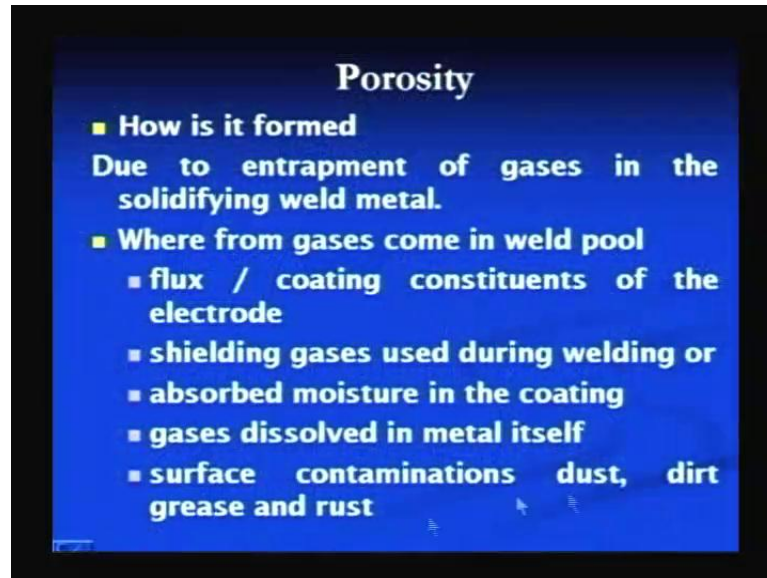 Porosity
How is it formed
Due to entrapment of gases in the
solidifying weld metal.
Where from gases come in weld pool
flux / coating constituents of the
electrode
shielding gases used during welding or
absorbed moisture in the coating
gases dissolved in metal itself
surface contaminations dust, dirt
grease and rust